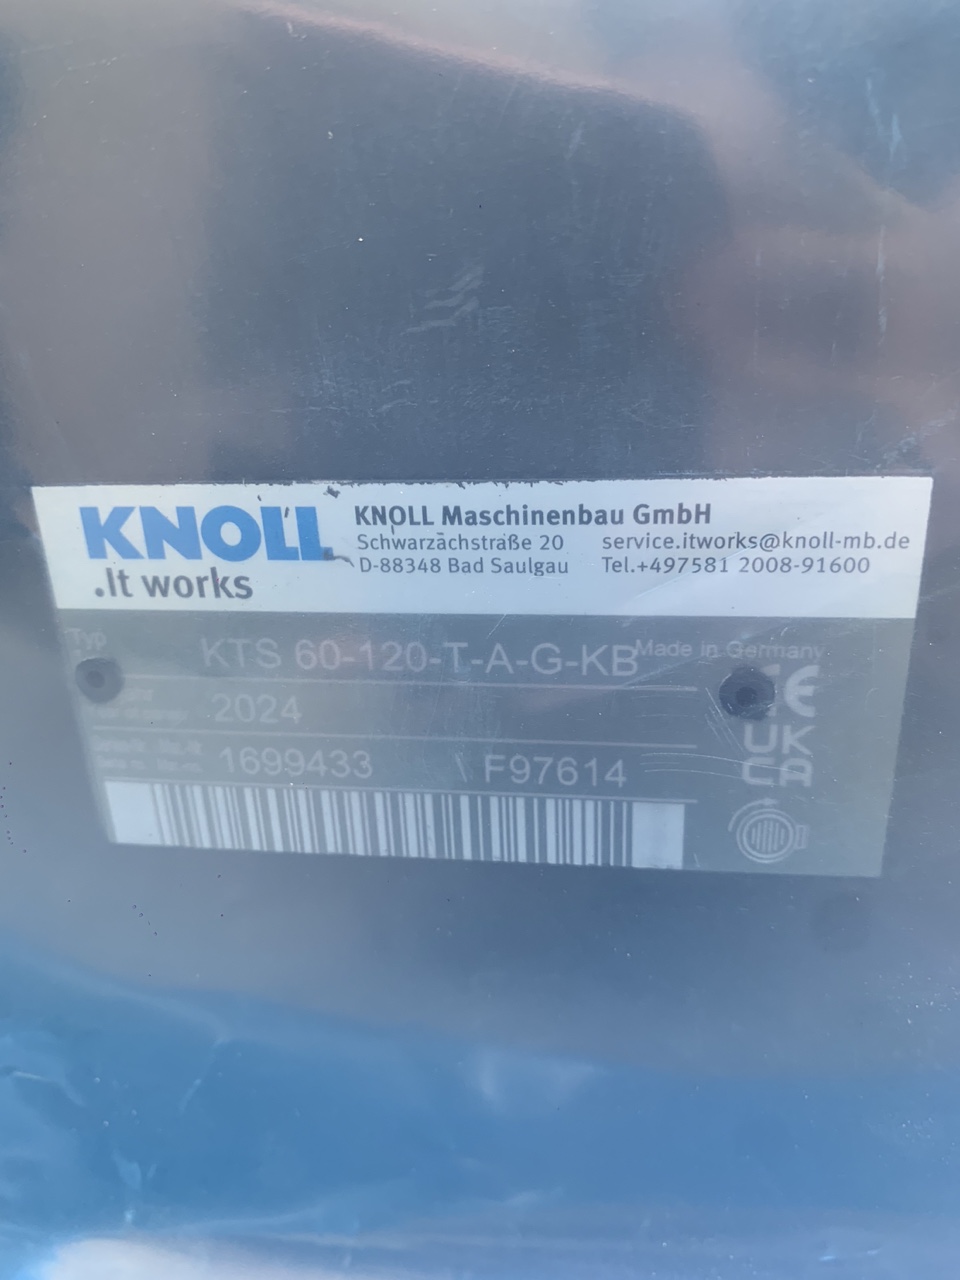 KNOLL
.It works
KNOLL Maschinenbau GmbH
Schwarzachstraße 20 service.itworks@knoll-mb.de
D-88348 Bad Saulgau Tel.+497581 2008-91600
Typ KTS 60-120-T-A-G-KB Made in Germany
2024 CE
1699433 F97614 UK
CA